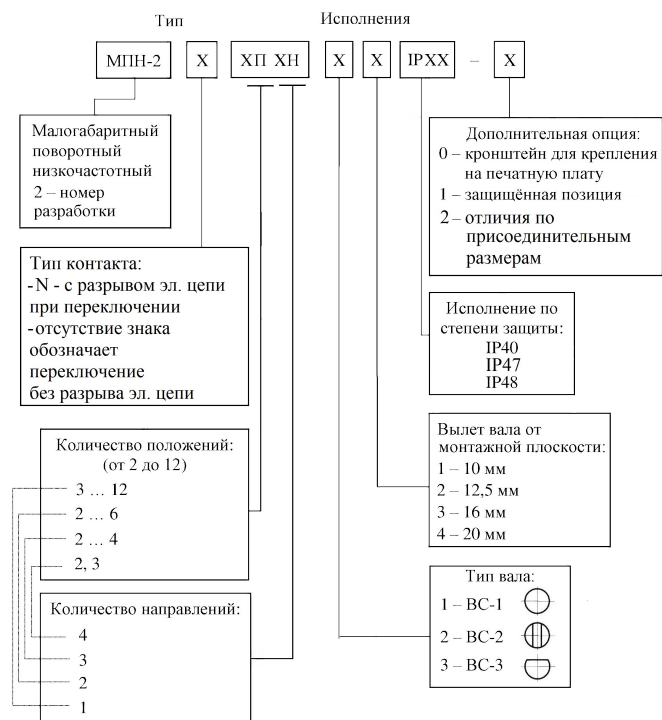 Тип
Исполнения
МПН-2
Х
ХП ХН
Х
Х
IPXX
–
Х
Малогабаритный
поворотный
низкочастотный
2 – номер
разработки
Дополнительная опция:
0 – кронштейн для крепления
на печатную плату
1 – защищённая позиция
2 – отличия по
присоединительным
размерам
Тип контакта:
-N - с разрывом эл. цепи
при переключении
-отсутствие знака
обозначает
переключение
без разрыва эл. цепи
Исполнение по
степени защиты:
IP40
IP47
IP48
Количество положений:
(от 2 до 12)
3 … 12
2 … 6
2 … 4
2, 3
Вылет вала от
монтажной плоскости:
1 – 10 мм
2 – 12,5 мм
3 – 16 мм
4 – 20 мм
Количество направлений:
4
3
2
1
Тип вала:
1 – ВС-1
2 – ВС-2
3 – ВС-3